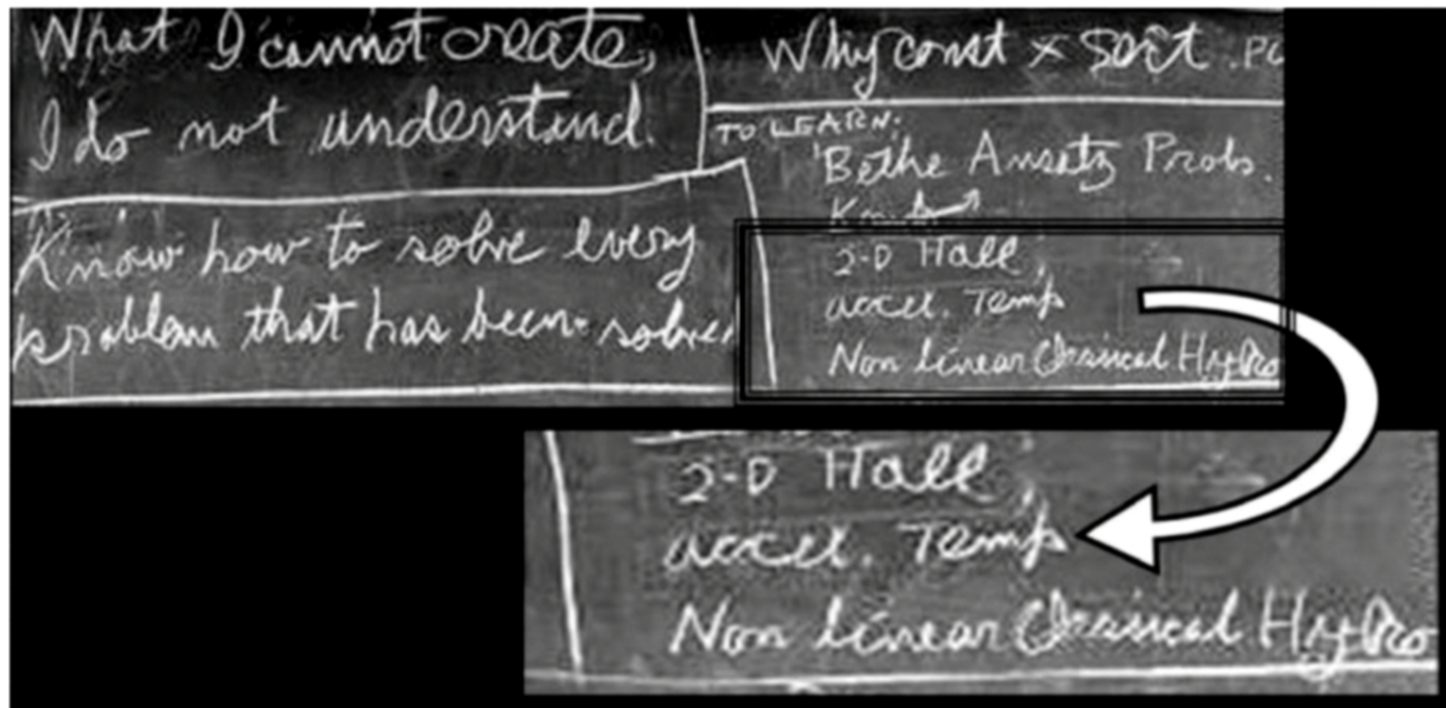 What I cannot create,
I do not understand.
Know how to solve every
problem that has been solve
Why const × sort . PO
TO LEARN:
Bethe Ansatz Probs.
2-D Hall,
accel. Temp
Non linear Classical Hydro
2-D Hall,
accel. Temp
Non linear Classical Hydro